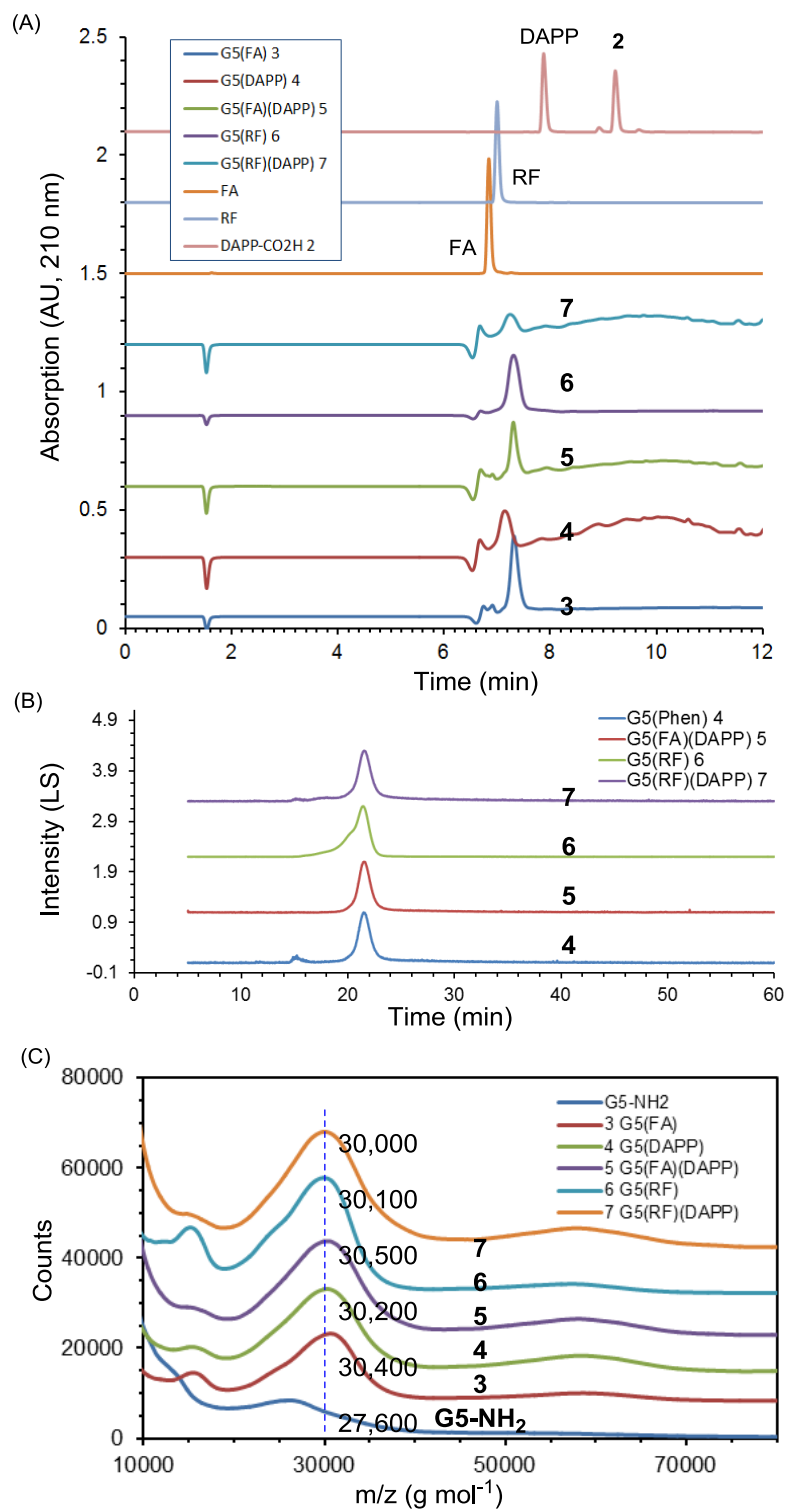 (A)
2.5
2
1.5
1
0.5
0
Absorption (AU, 210 nm)
G5(FA) 3
G5(DAPP) 4
G5(FA)(DAPP) 5
G5(RF) 6
G5(RF)(DAPP) 7
FA
RF
DAPP-CO2H 2
DAPP
2
RF
FA
7
6
5
4
3
0 2 4 6 8 10 12
Time (min)
(B)
4.9
3.9
2.9
1.9
0.9
-0.1
Intensity (LS)
G5(Phen) 4
G5(FA)(DAPP) 5
G5(RF) 6
G5(RF)(DAPP) 7
7
6
5
4
0 10 20 30 40 50 60
Time (min)
(C)
80000
60000
40000
20000
0
Counts
G5-NH2
3 G5(FA)
4 G5(DAPP)
5 G5(FA)(DAPP)
6 G5(RF)
7 G5(RF)(DAPP)
30,000
30,100
30,500
30,200
30,400
27,600
7
6
5
4
3
G5-NH₂
10000 30000 50000 70000
m/z (g mol⁻¹)